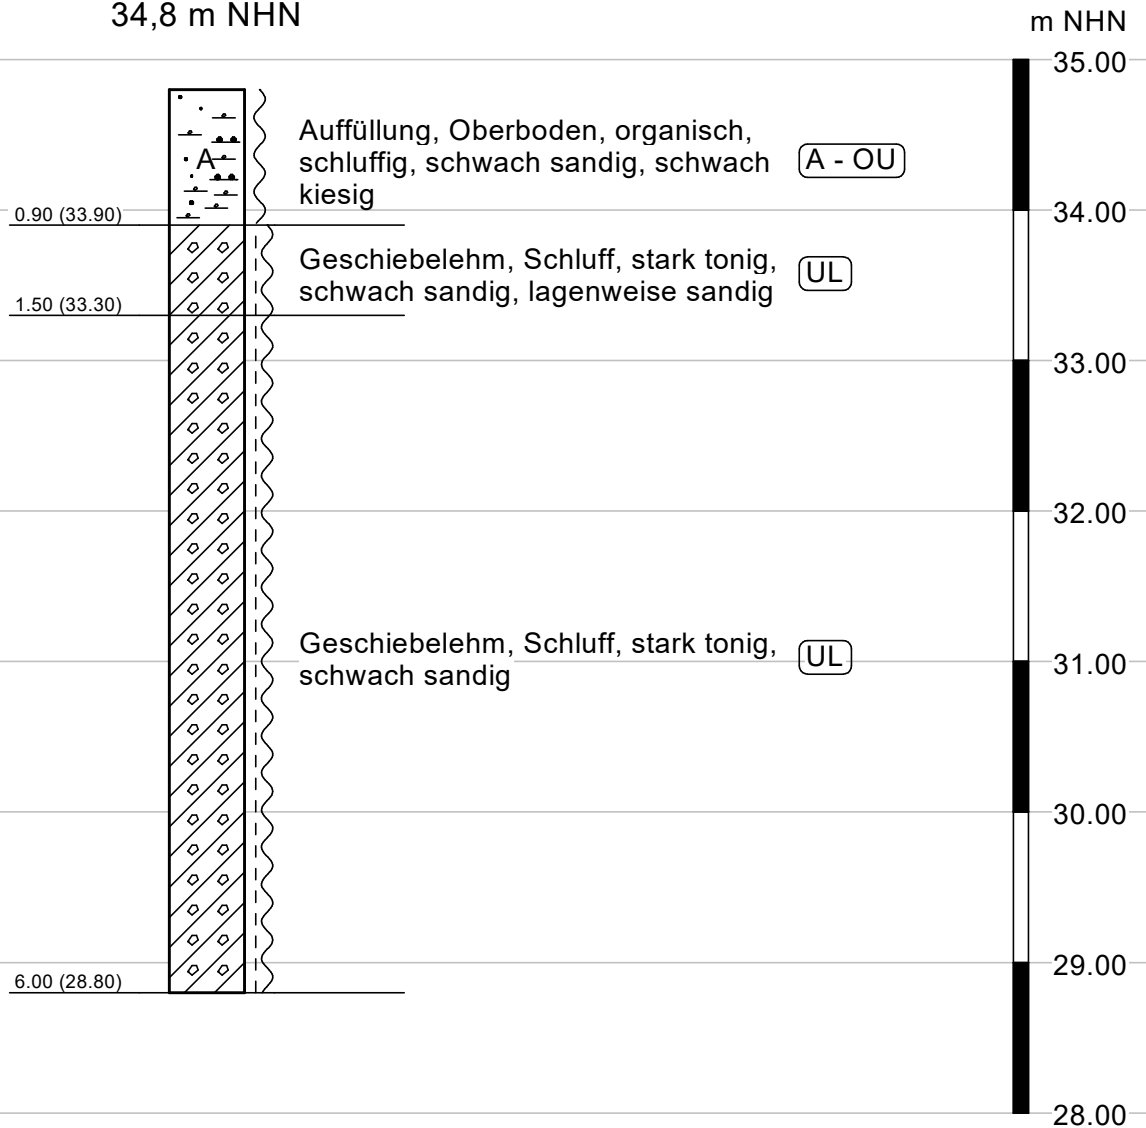 34,8 m NHN
m NHN
35.00
Auffüllung, Oberboden, organisch,
schluffig, schwach sandig, schwach
kiesig
A - OU
A
34.00
0.90 (33.90)
Geschiebelehm, Schluff, stark tonig,
schwach sandig, lagenweise sandig
UL
1.50 (33.30)
33.00
32.00
Geschiebelehm, Schluff, stark tonig,
schwach sandig
UL
31.00
30.00
29.00
6.00 (28.80)
28.00